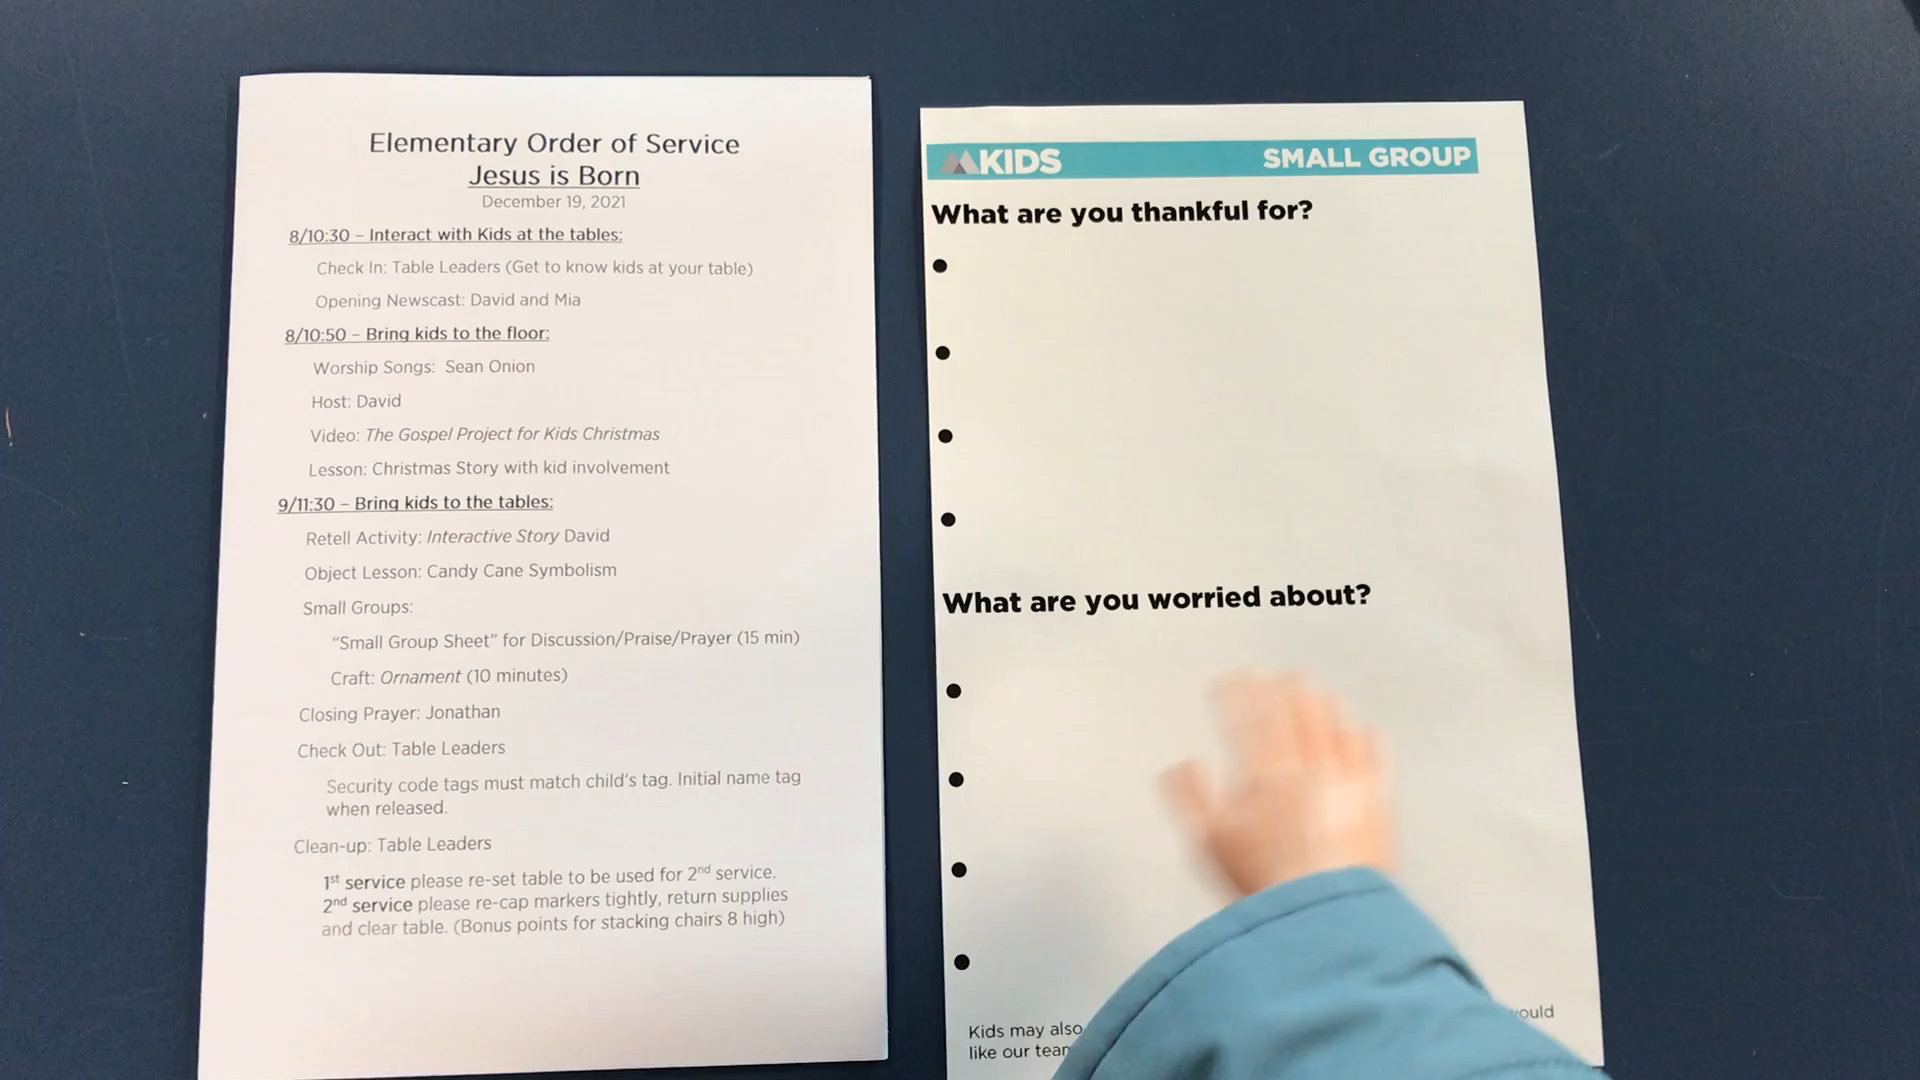 Elementary Order of Service
Jesus is Born
December 19, 2021
8/10:30 – Interact with Kids at the tables:
Check In: Table Leaders (Get to know kids at your table)
Opening Newscast: David and Mia
8/10:50 – Bring kids to the floor:
Worship Songs: Sean Onion
Host: David
Video: The Gospel Project for Kids Christmas
Lesson: Christmas Story with kid involvement
9/11:30 – Bring kids to the tables:
Retell Activity: Interactive Story David
Object Lesson: Candy Cane Symbolism
Small Groups:
“Small Group Sheet” for Discussion/Praise/Prayer (15 min)
Craft: Ornament (10 minutes)
Closing Prayer: Jonathan
Check Out: Table Leaders
Security code tags must match child’s tag. Initial name tag
when released.
Clean-up: Table Leaders
1st service please re-set table to be used for 2nd service.
2nd service please re-cap markers tightly, return supplies
and clear table. (Bonus points for stacking chairs 8 high)
KIDS
SMALL GROUP
What are you thankful for?
What are you worried about?
Kids may also
like our